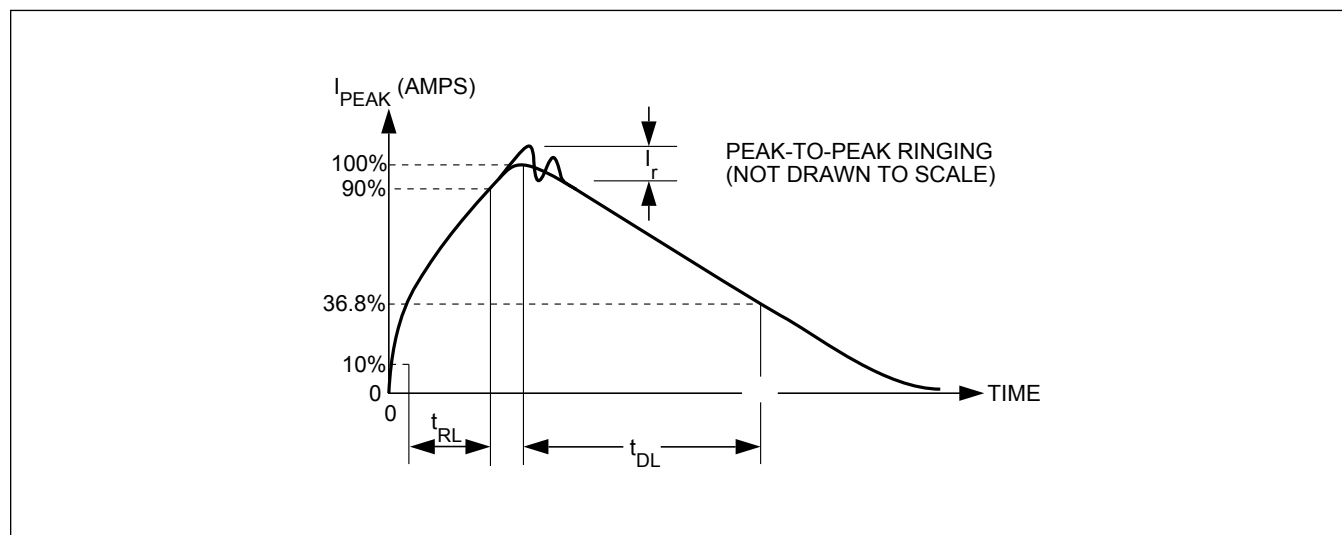 I_PEAK (AMPS)
100%
90%
36.8%
10%
0
0
I_r
PEAK-TO-PEAK RINGING
(NOT DRAWN TO SCALE)
TIME
t_RL
t_DL